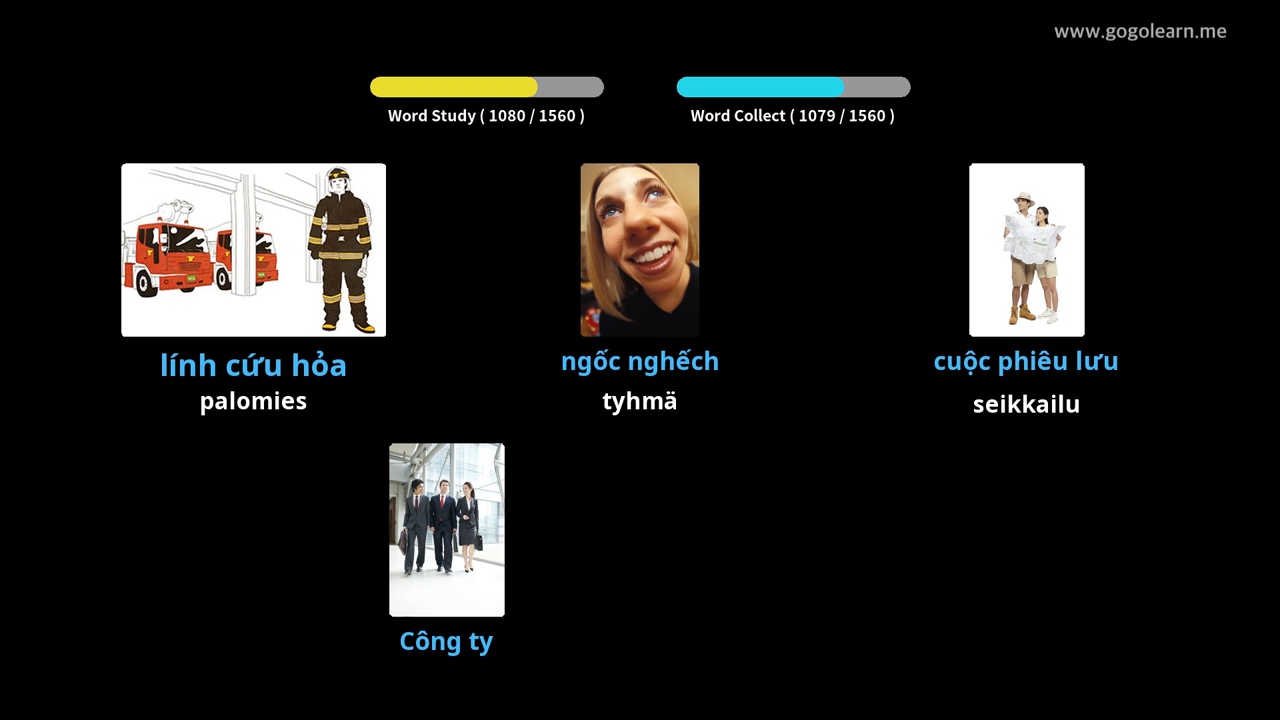 www.gogolearn.me
Word Study ( 1080 / 1560 )
Word Collect ( 1079 / 1560 )
lính cứu hỏa
palomies
ngốc nghếch
tyhmä
cuộc phiêu lưu
seikkailu
Công ty